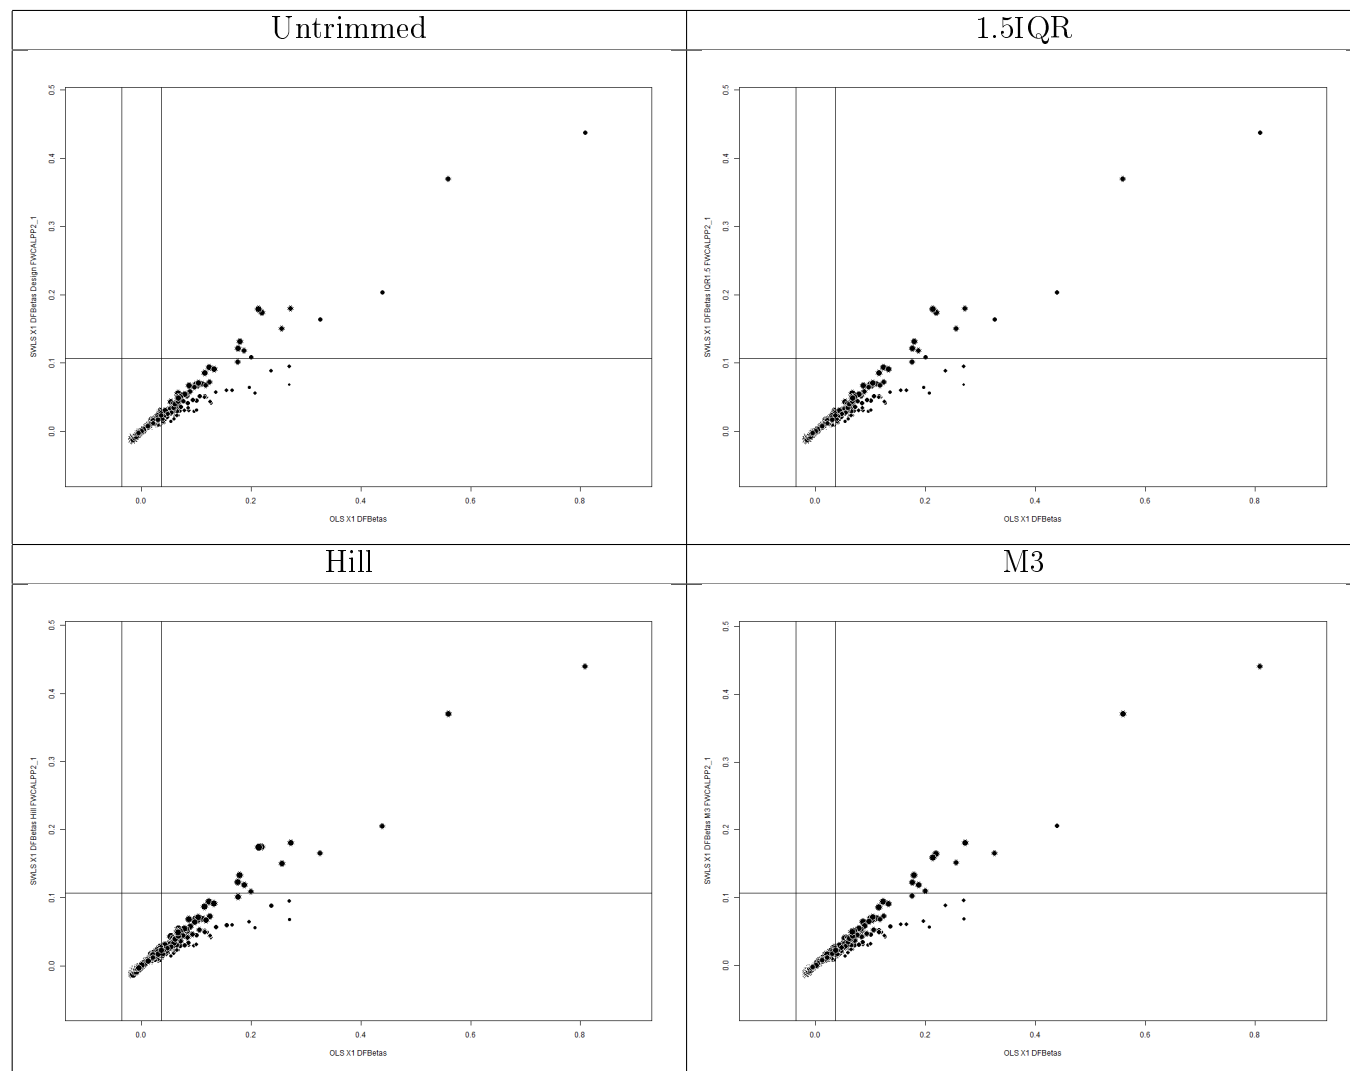 Untrimmed
1.5IQR
SWLS X1 DFBetas Design FWCALPP2_1
0.5
0.4
0.3
0.2
0.1
0.0
0.0 0.2 0.4 0.6 0.8
OLS X1 DFBetas
SWLS X1 DFBetas IQR1.5 FWCALPP2_1
0.5
0.4
0.3
0.2
0.1
0.0
0.0 0.2 0.4 0.6 0.8
OLS X1 DFBetas
Hill
M3
SWLS X1 DFBetas Hill FWCALPP2_1
0.5
0.4
0.3
0.2
0.1
0.0
0.0 0.2 0.4 0.6 0.8
OLS X1 DFBetas
SWLS X1 DFBetas M3 FWCALPP2_1
0.5
0.4
0.3
0.2
0.1
0.0
0.0 0.2 0.4 0.6 0.8
OLS X1 DFBetas